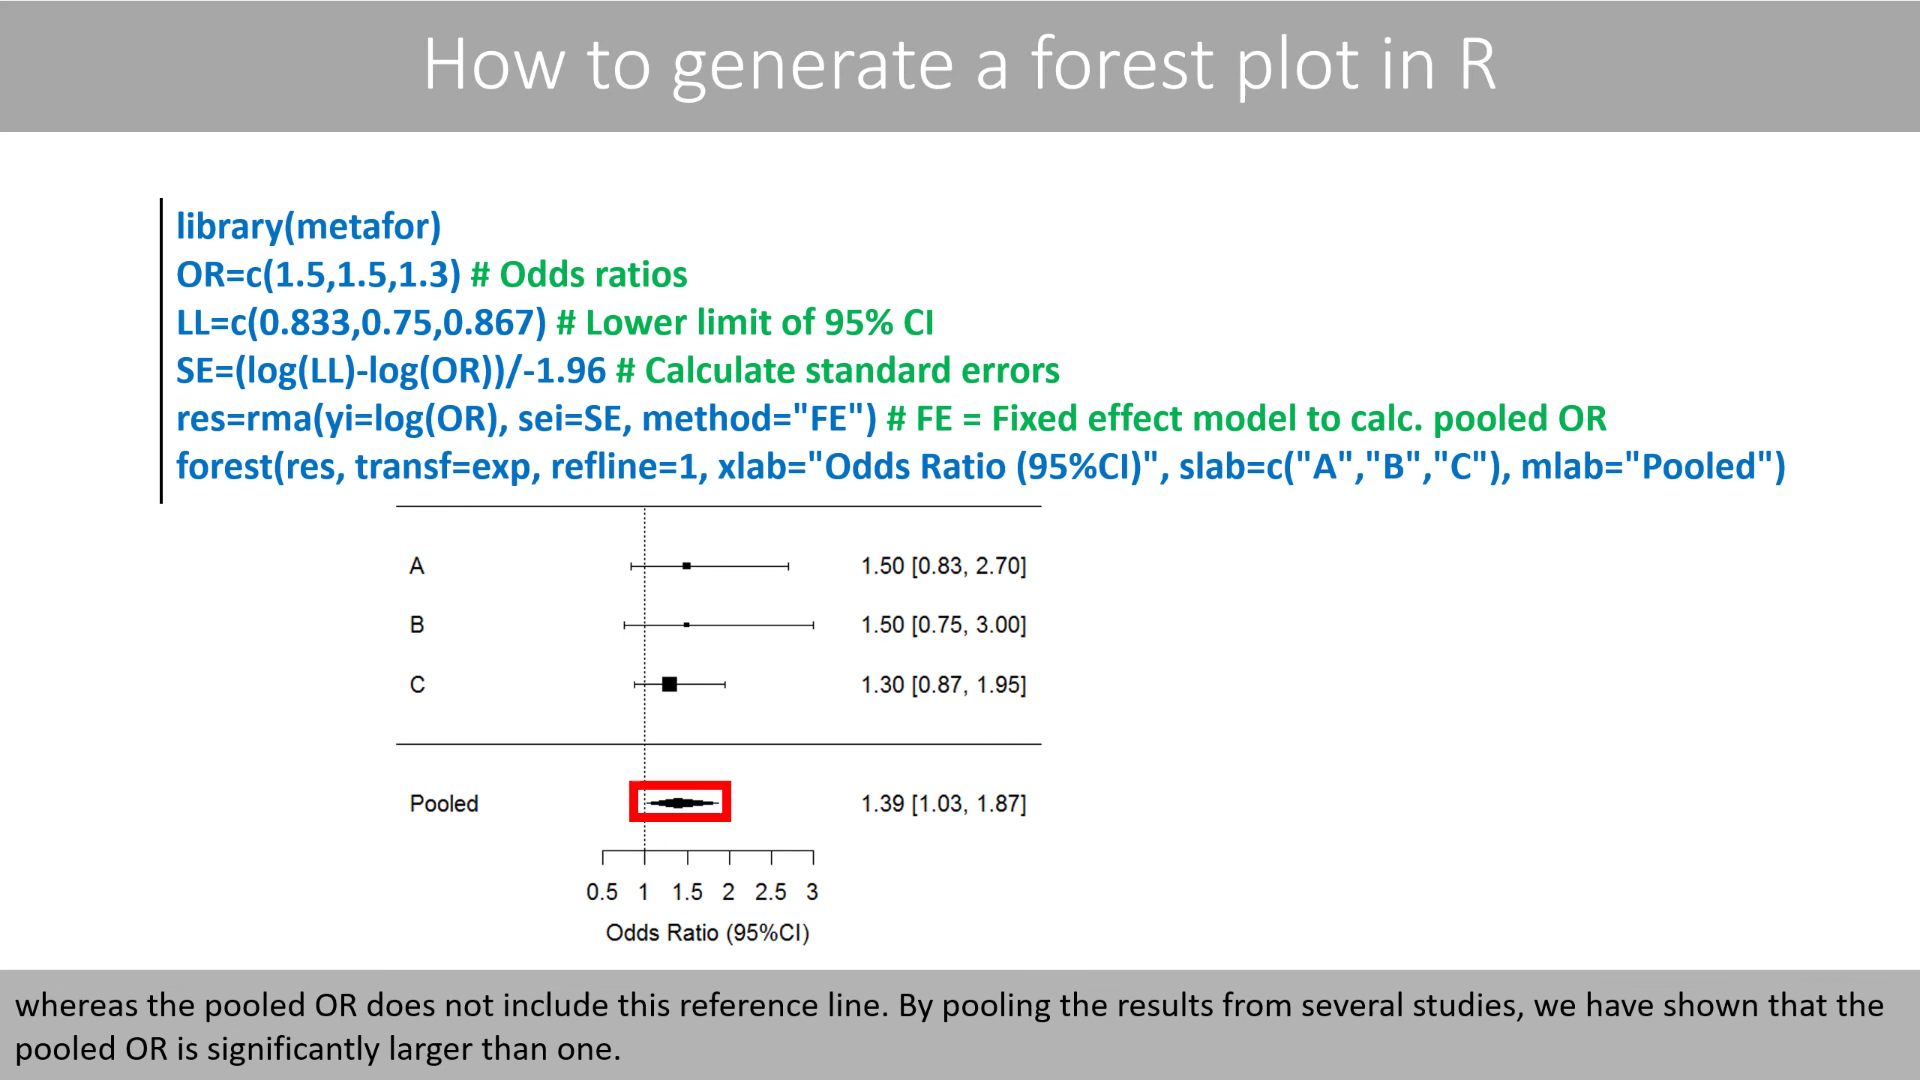 How to generate a forest plot in R
library(metafor)
OR=c(1.5,1.5,1.3) # Odds ratios
LL=c(0.833,0.75,0.867) # Lower limit of 95% CI
SE=(log(LL)-log(OR))/-1.96 # Calculate standard errors
res=rma(yi=log(OR), sei=SE, method="FE") # FE = Fixed effect model to calc. pooled OR
forest(res, transf=exp, refline=1, xlab="Odds Ratio (95%CI)", slab=c("A","B","C"), mlab="Pooled")
A 1.50 [0.83, 2.70]
B 1.50 [0.75, 3.00]
C 1.30 [0.87, 1.95]
Pooled 1.39 [1.03, 1.87]
0.5 1 1.5 2 2.5 3
Odds Ratio (95%CI)
whereas the pooled OR does not include this reference line. By pooling the results from several studies, we have shown that the
pooled OR is significantly larger than one.